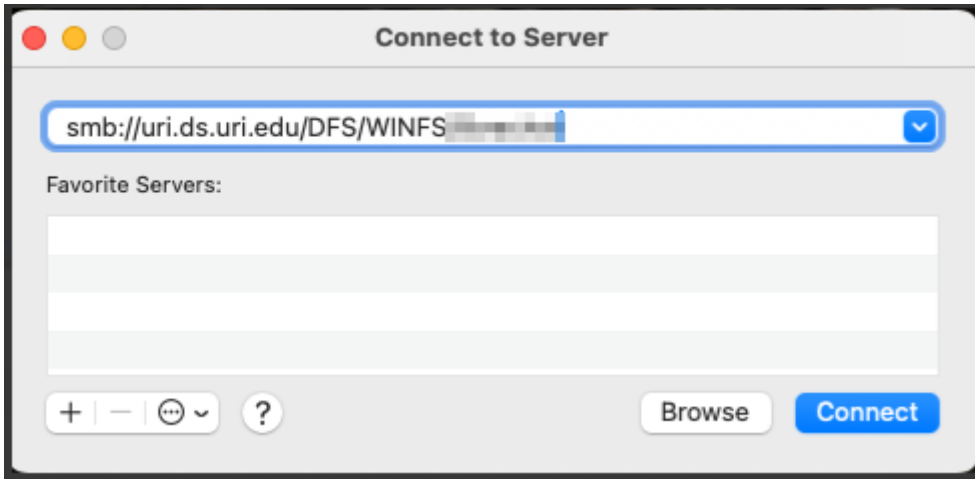 Connect to Server
smb://uri.ds.uri.edu/DFS/WINFS
Favorite Servers:
+ − ? Browse Connect